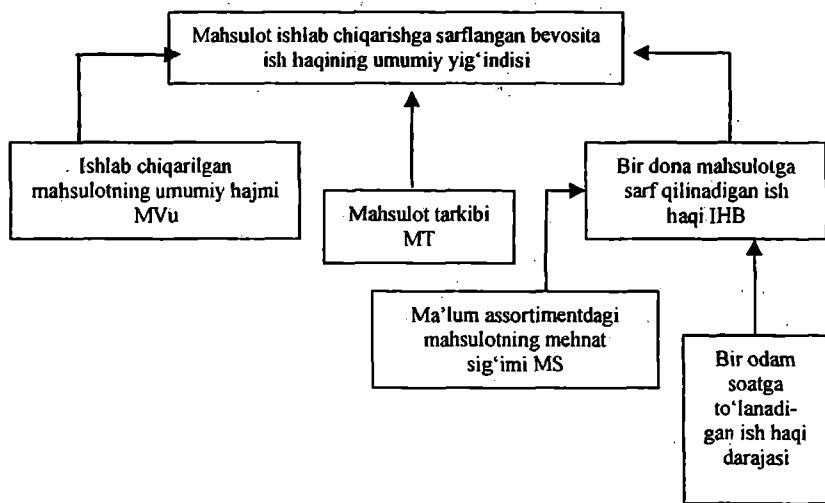 Mahsulot ishlab chiqarishga sarflangan bevosita
ish haqining umumiy yig‘indisi
Ishlab chiqarilgan
mahsulotning umumiy hajmi
MVu
Mahsulot tarkibi
MT
Bir dona mahsulotga
sarf qilinadigan ish
haqi IHB
Ma’lum assortimentdagi
mahsulotning mehnat
sig‘imi MS
Bir odam
soatga
to‘lanadi-
gan ish haqi
darajasi